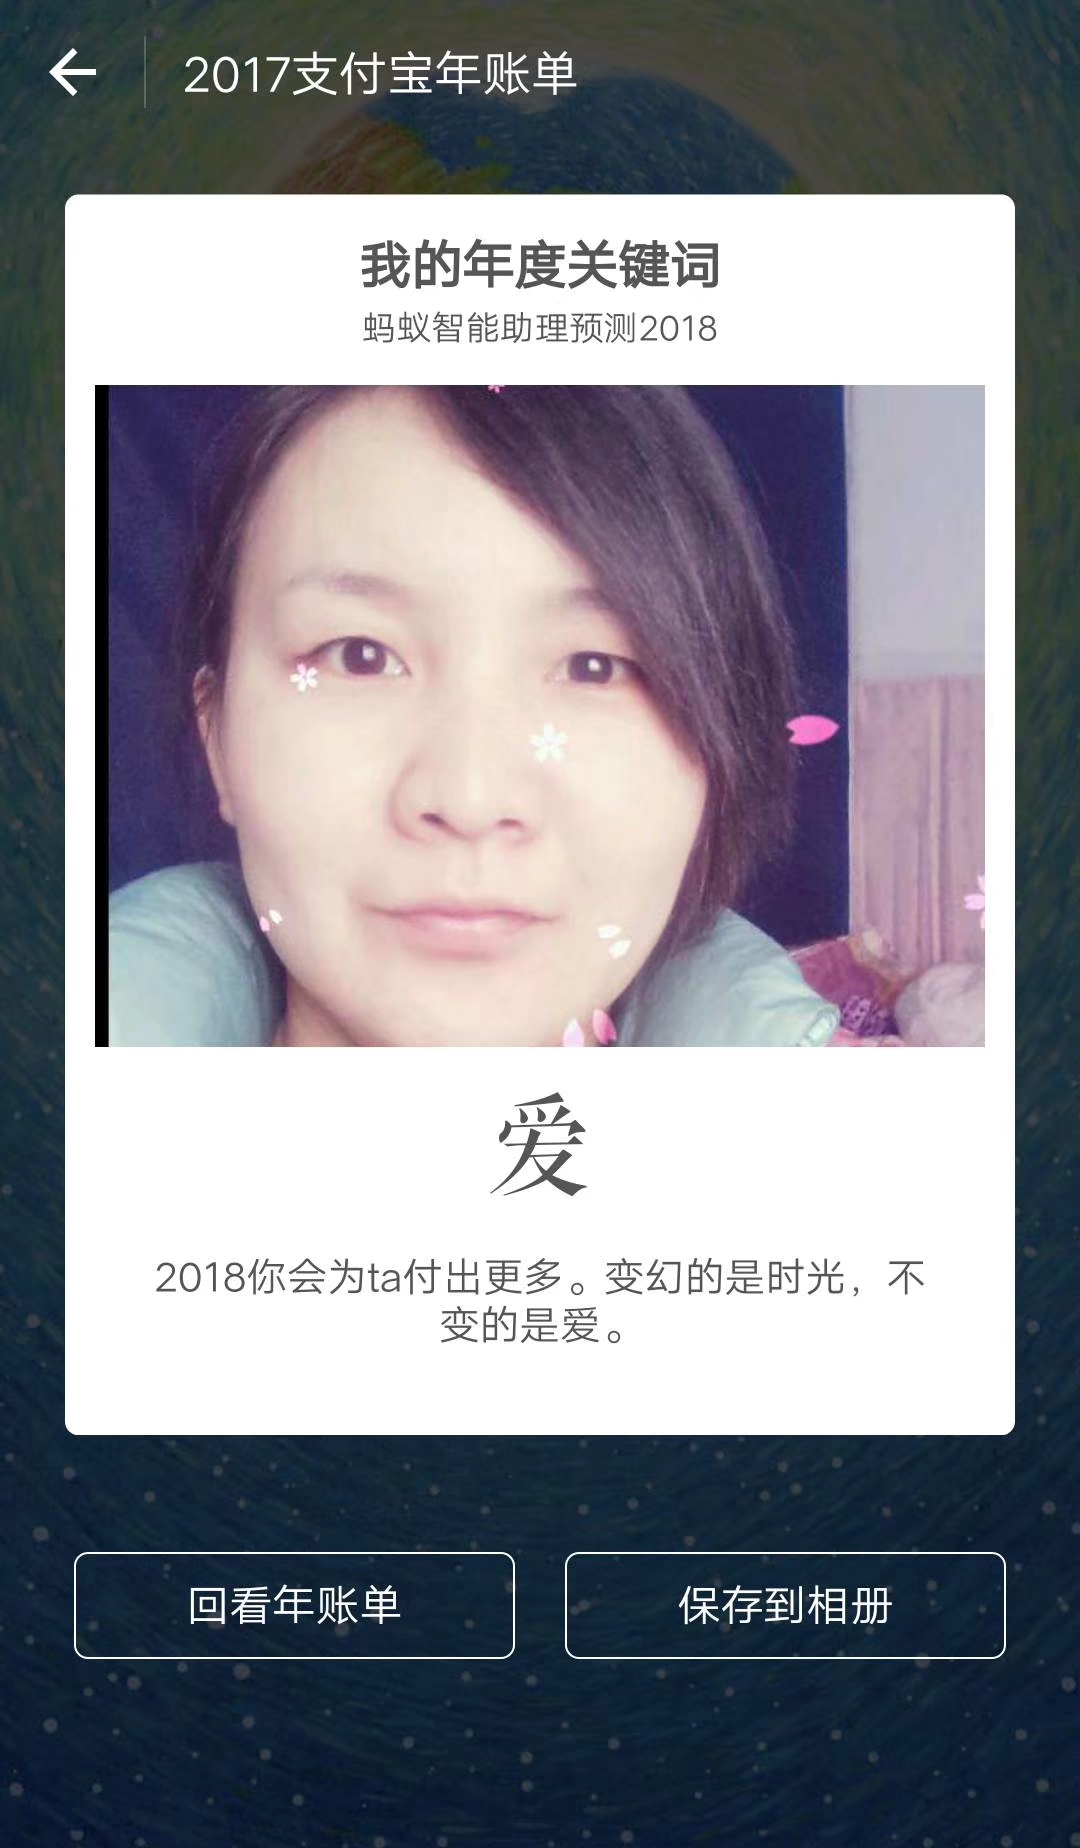 2017支付宝年账单
我的年度关键词
蚂蚁智能助理预测2018
爱
2018你会为ta付出更多。变幻的是时光，不
变的是爱。
回看年账单
保存到相册